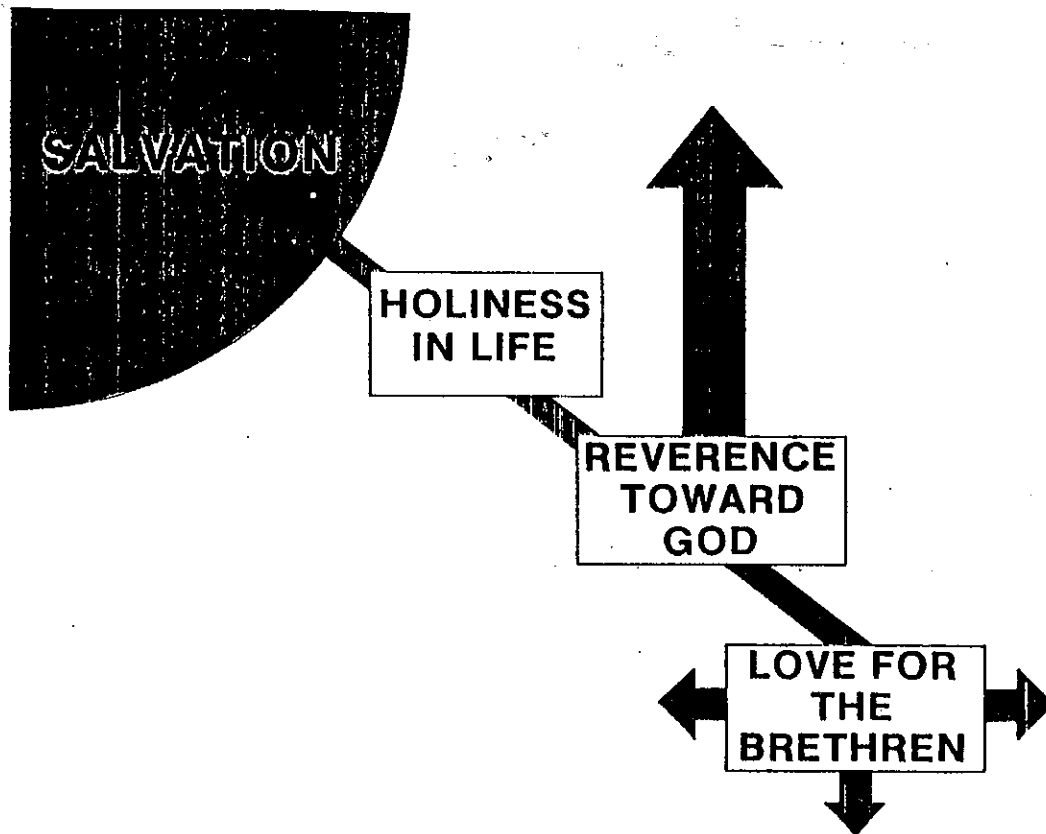 SALVATION
HOLINESS
IN LIFE
REVERENCE
TOWARD
GOD
LOVE FOR
THE
BRETHREN